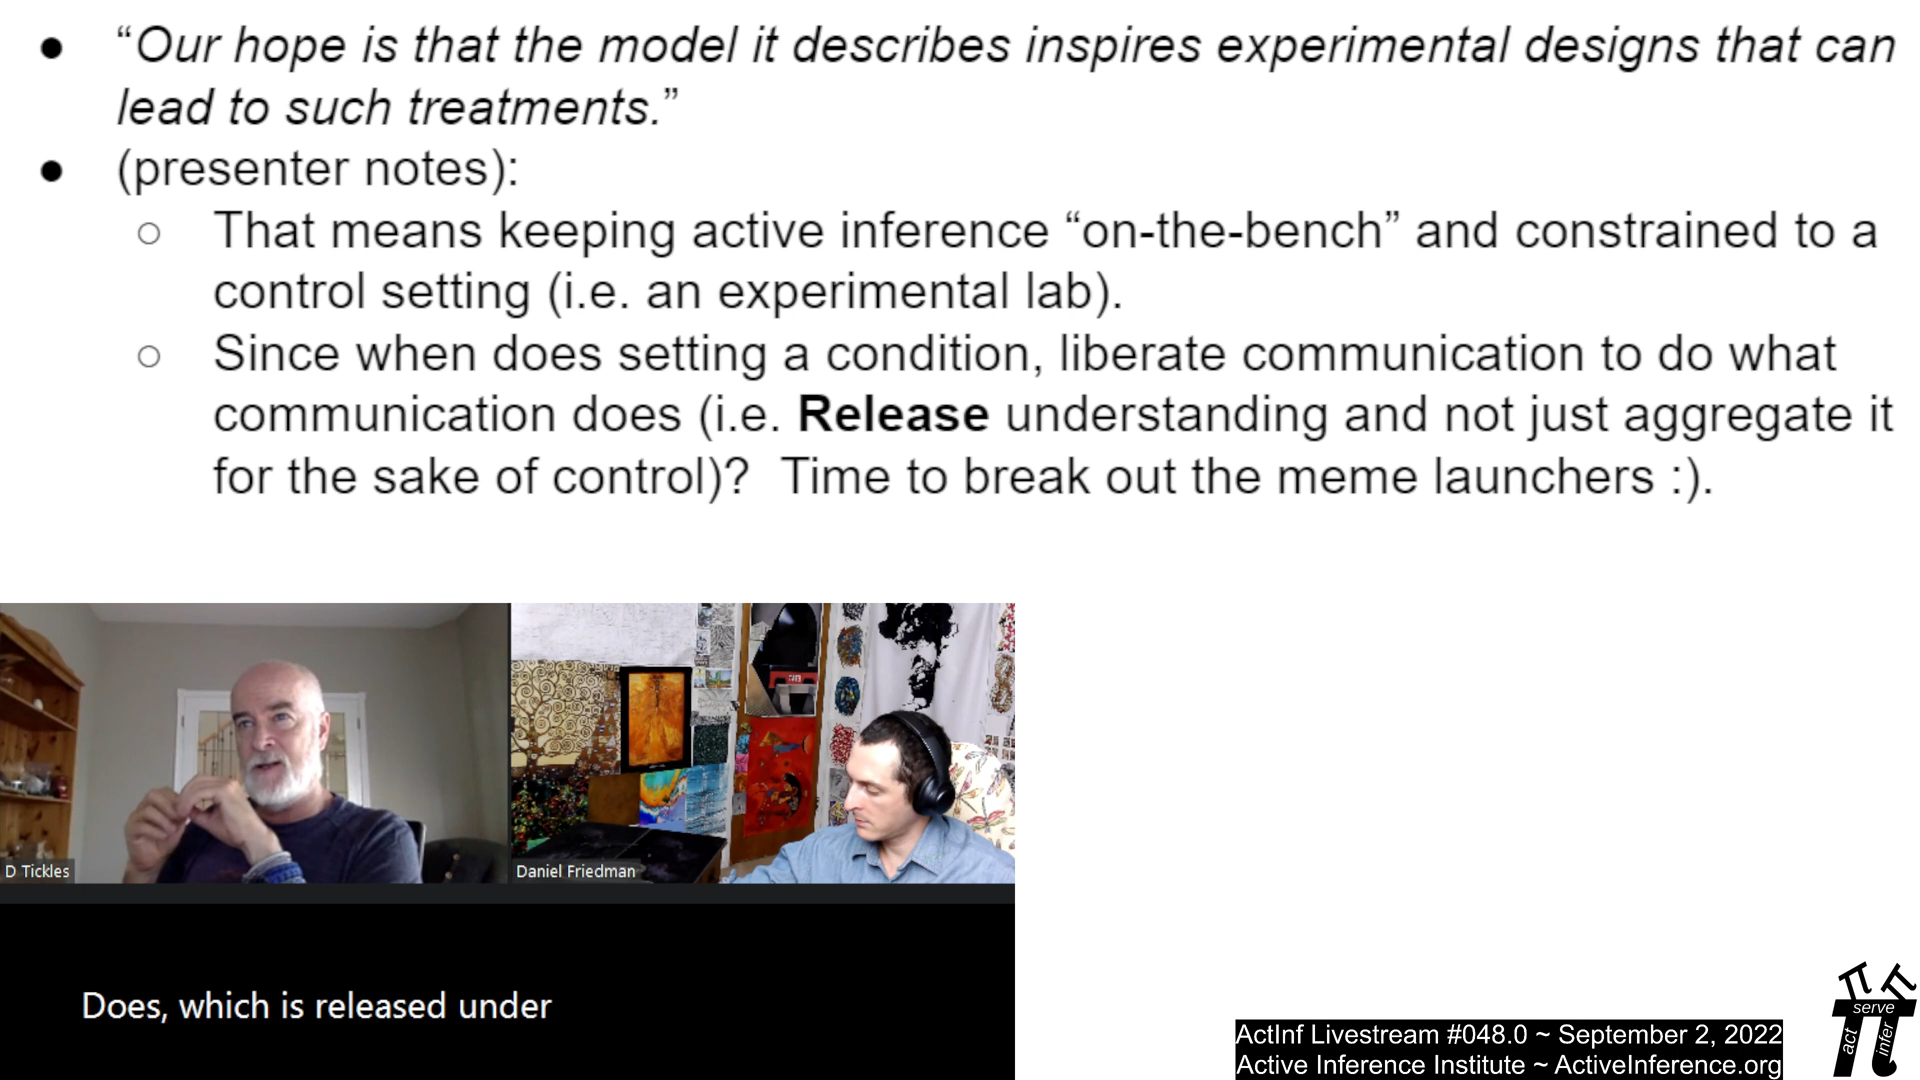 ● “Our hope is that the model it describes inspires experimental designs that can
lead to such treatments.”
● (presenter notes):
○ That means keeping active inference “on-the-bench” and constrained to a
control setting (i.e. an experimental lab).
○ Since when does setting a condition, liberate communication to do what
communication does (i.e. Release understanding and not just aggregate it
for the sake of control)?  Time to break out the meme launchers :).
D Tickles
Daniel Friedman
Does, which is released under
ActInf Livestream #048.0 ~ September 2, 2022
Active Inference Institute ~ ActiveInference.org
serve
act
infer